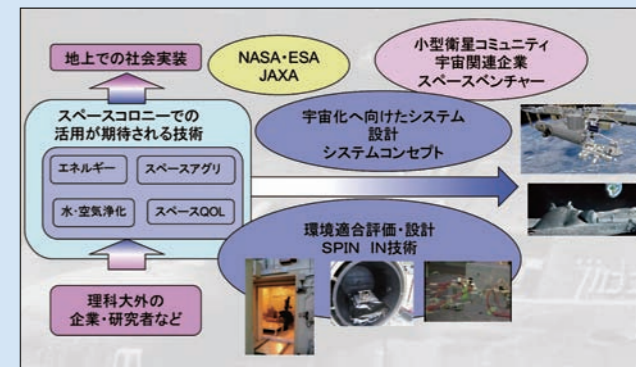 地上での社会実装
NASA・ESA
JAXA
小型衛星コミュニティ
宇宙関連企業
スペースベンチャー
スペースコロニーでの
活用が期待される技術
エネルギー
スペースアグリ
水・空気浄化
スペースQOL
宇宙化へ向けたシステム
設計
システムコンセプト
環境適合評価・設計
SPIN IN技術
理科大外の
企業・研究者など